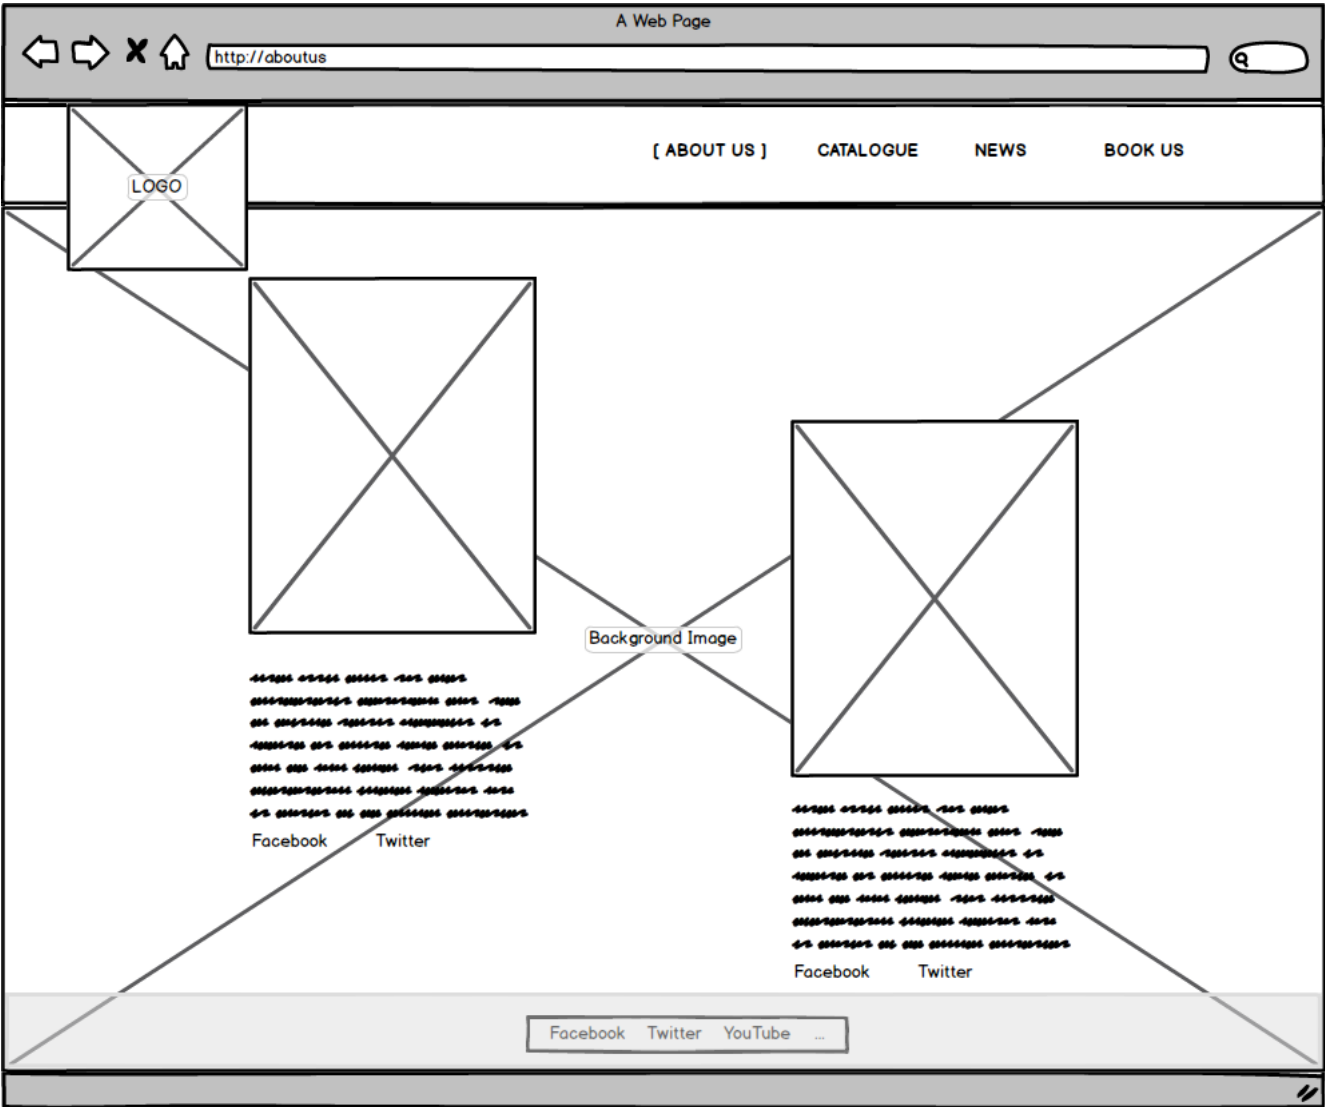 A Web Page
http://aboutus
[ ABOUT US ] CATALOGUE NEWS BOOK US
LOGO
Background Image
Facebook Twitter
Facebook Twitter
Facebook Twitter YouTube ...